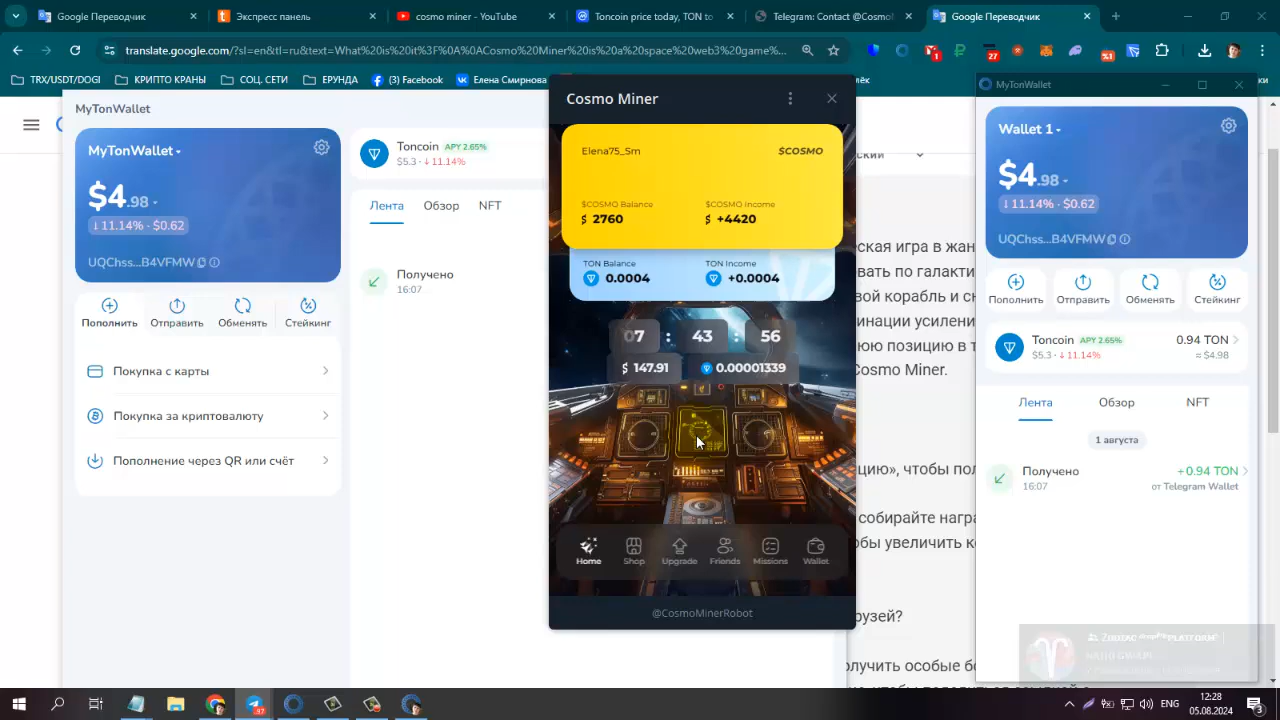 Google Переводчик
Экспресс панель
cosmo miner - YouTube
Toncoin price today, TON to
Telegram: Contact @Cosmol
Google Переводчик
translate.google.com/?sl=en&tl=ru&text=What%20is%20it%3F%0A%0ACosmo%20Miner%20is%20a%20space%20web3%20game%...
TRX/USDT/DOGI
КРИПТО КРАНЫ
СОЦ. СЕТИ
ЕРУНДА
(3) Facebook
Елена Смирнова
MyTonWallet
MyTonWallet
$4.98
↓ 11.14% · $0.62
UQChss...B4VFMW
Пополнить
Отправить
Обменять
Стейкинг
Покупка с карты
Покупка за криптовалюту
Пополнение через QR или счёт
Toncoin APY 2.65%
$5.3 · ↓ 11.14%
Лента
Обзор
NFT
Получено
16:07
Cosmo Miner
Elena75_Sm
$COSMO
$COSMO Balance
$COSMO Income
$ 2760
$ +4420
TON Balance
TON Income
0.0004
+0.0004
07 : 43 : 56
$ 147.91
0.00001339
Home
Shop
Upgrade
Friends
Missions
Wallet
@CosmoMinerRobot
ский
еская игра в жан
вать по галакти
вой корабль и сн
инации усилени
нюю позицию в т
Cosmo Miner.
цию», чтобы пол
собирайте награ
обы увеличить к
рузей?
олучить особые б
MyTonWallet
Wallet 1
$4.98
↓ 11.14% · $0.62
UQChss...B4VFMW
Пополнить
Отправить
Обменять
Стейкинг
Toncoin APY 2.65%
0.94 TON
$5.3 · ↓ 11.14%
≈ $4.98
Лента
Обзор
NFT
1 августа
Получено
+0.94 TON
16:07
от Telegram Wallet
97
ENG
12:28
05.08.2024
3